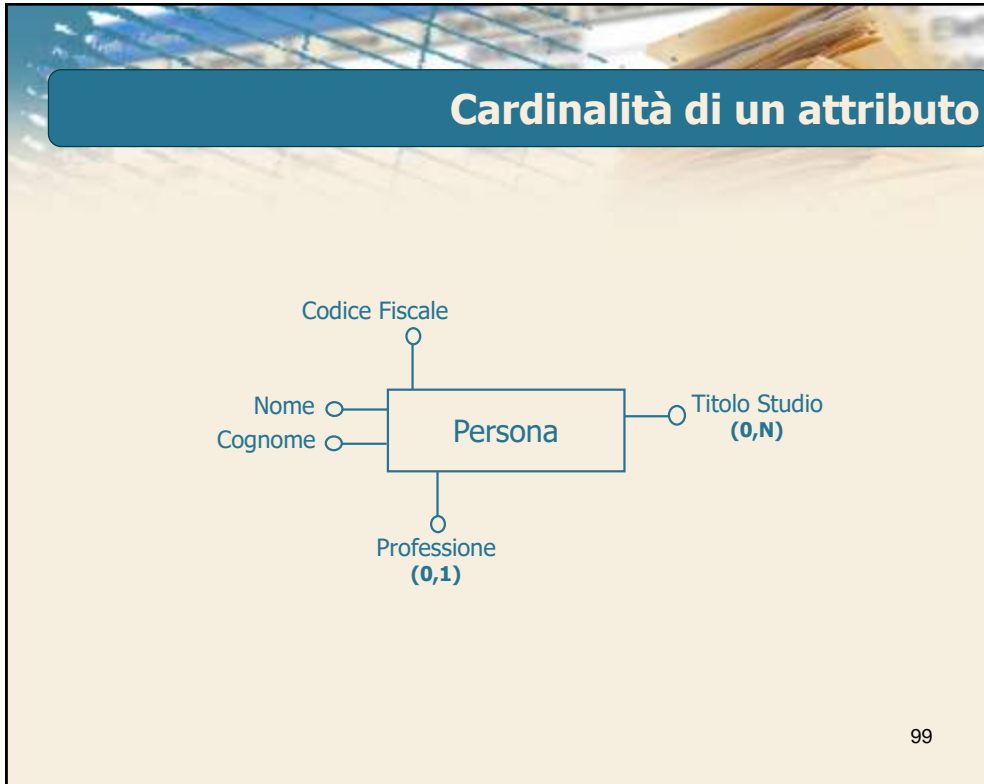 Cardinalità di un attributo
Codice Fiscale
Nome
Cognome
Persona
Titolo Studio
(0,N)
Professione
(0,1)
99